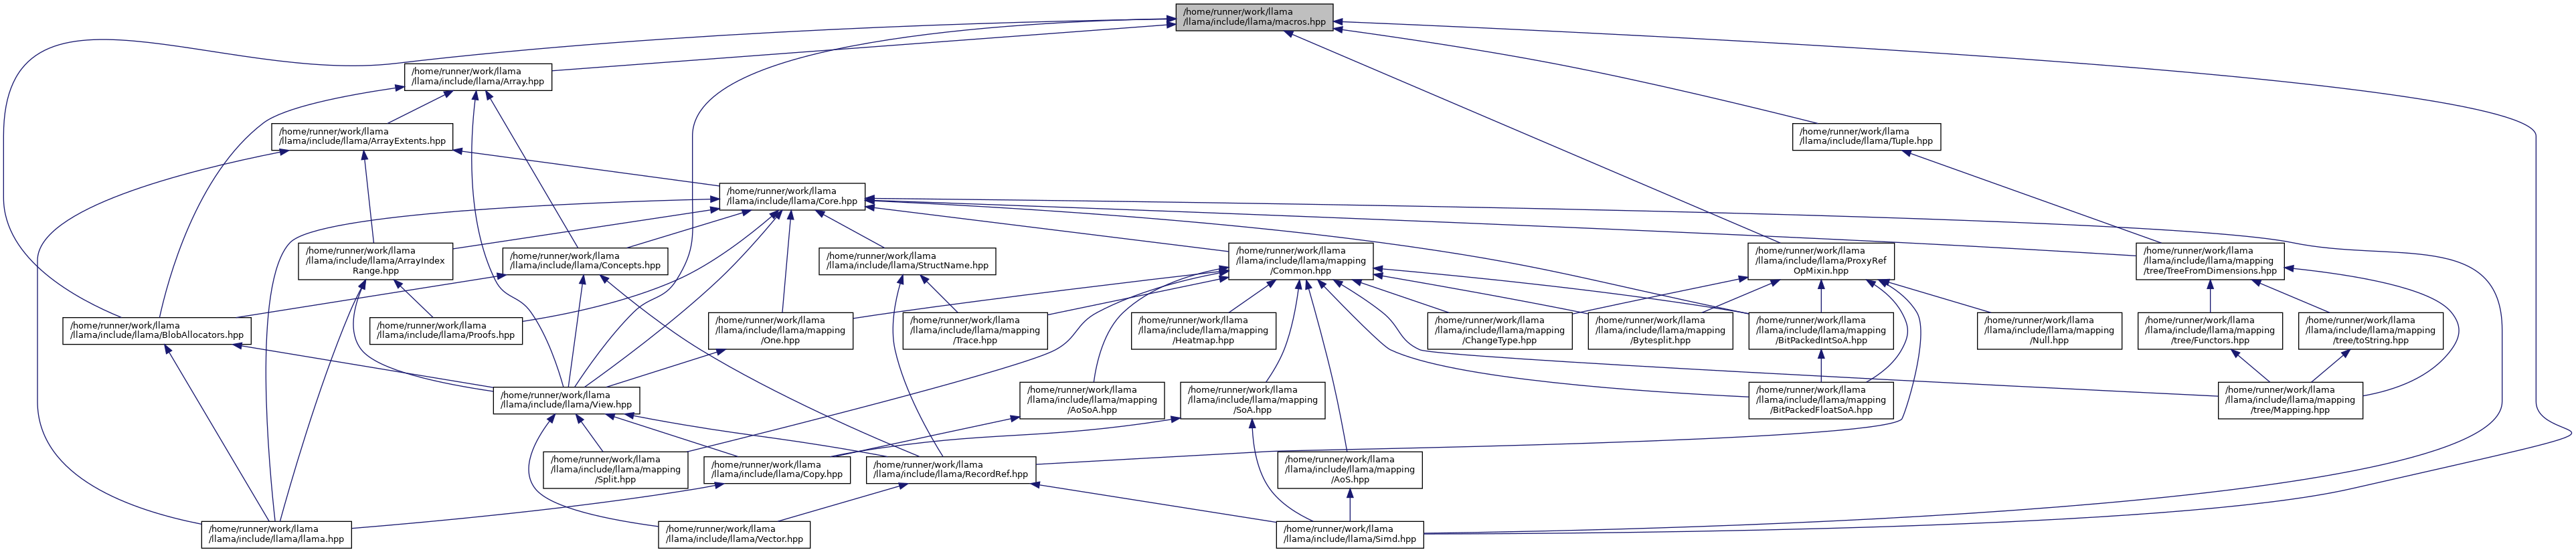 /home/runner/work/llama
/llama/include/llama/macros.hpp
/home/runner/work/llama
/llama/include/llama/Array.hpp
/home/runner/work/llama
/llama/include/llama/ArrayExtents.hpp
/home/runner/work/llama
/llama/include/llama/Tuple.hpp
/home/runner/work/llama
/llama/include/llama/Core.hpp
/home/runner/work/llama
/llama/include/llama/ArrayIndex
Range.hpp
/home/runner/work/llama
/llama/include/llama/Concepts.hpp
/home/runner/work/llama
/llama/include/llama/StructName.hpp
/home/runner/work/llama
/llama/include/llama/mapping
/Common.hpp
/home/runner/work/llama
/llama/include/llama/ProxyRef
OpMixin.hpp
/home/runner/work/llama
/llama/include/llama/mapping
/tree/TreeFromDimensions.hpp
/home/runner/work/llama
/llama/include/llama/BlobAllocators.hpp
/home/runner/work/llama
/llama/include/llama/Proofs.hpp
/home/runner/work/llama
/llama/include/llama/mapping
/One.hpp
/home/runner/work/llama
/llama/include/llama/mapping
/Trace.hpp
/home/runner/work/llama
/llama/include/llama/mapping
/Heatmap.hpp
/home/runner/work/llama
/llama/include/llama/mapping
/ChangeType.hpp
/home/runner/work/llama
/llama/include/llama/mapping
/Bytesplit.hpp
/home/runner/work/llama
/llama/include/llama/mapping
/BitPackedIntSoA.hpp
/home/runner/work/llama
/llama/include/llama/mapping
/Null.hpp
/home/runner/work/llama
/llama/include/llama/mapping
/tree/Functors.hpp
/home/runner/work/llama
/llama/include/llama/mapping
/tree/toString.hpp
/home/runner/work/llama
/llama/include/llama/View.hpp
/home/runner/work/llama
/llama/include/llama/mapping
/AoSoA.hpp
/home/runner/work/llama
/llama/include/llama/mapping
/SoA.hpp
/home/runner/work/llama
/llama/include/llama/mapping
/BitPackedFloatSoA.hpp
/home/runner/work/llama
/llama/include/llama/mapping
/tree/Mapping.hpp
/home/runner/work/llama
/llama/include/llama/mapping
/Split.hpp
/home/runner/work/llama
/llama/include/llama/Copy.hpp
/home/runner/work/llama
/llama/include/llama/RecordRef.hpp
/home/runner/work/llama
/llama/include/llama/mapping
/AoS.hpp
/home/runner/work/llama
/llama/include/llama/llama.hpp
/home/runner/work/llama
/llama/include/llama/Vector.hpp
/home/runner/work/llama
/llama/include/llama/Simd.hpp